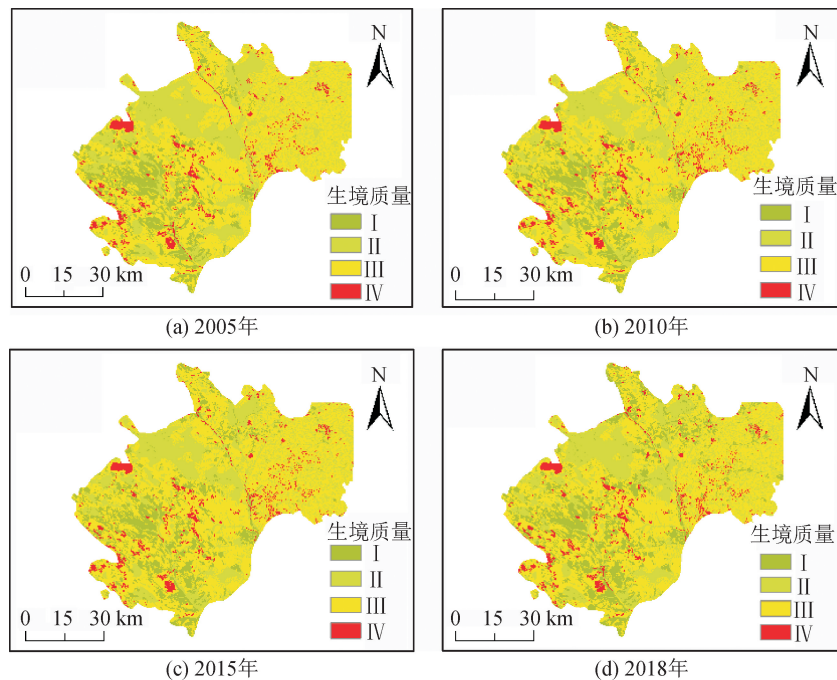 N
生境质量
I
II
III
IV
0 15 30 km
(a) 2005年
N
生境质量
I
II
III
IV
0 15 30 km
(b) 2010年
N
生境质量
I
II
III
IV
0 15 30 km
(c) 2015年
N
生境质量
I
II
III
IV
0 15 30 km
(d) 2018年